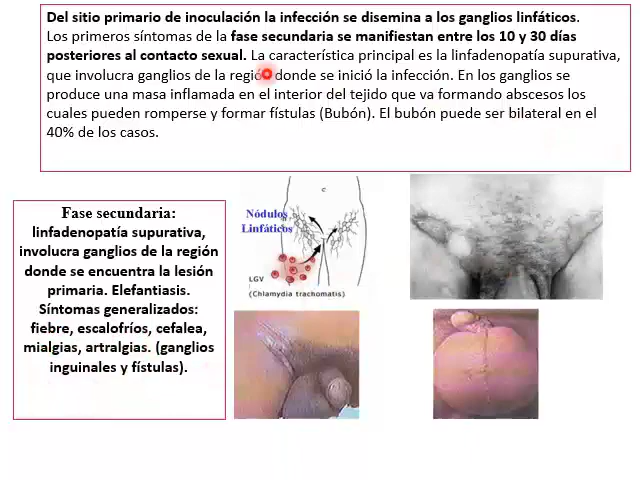 Del sitio primario de inoculación la infección se disemina a los ganglios linfáticos.
Los primeros síntomas de la fase secundaria se manifiestan entre los 10 y 30 días
posteriores al contacto sexual. La característica principal es la linfadenopatía supurativa,
que involucra ganglios de la región donde se inició la infección. En los ganglios se
produce una masa inflamada en el interior del tejido que va formando abscesos los
cuales pueden romperse y formar fístulas (Bubón). El bubón puede ser bilateral en el
40% de los casos.
Fase secundaria:
linfadenopatía supurativa,
involucra ganglios de la región
donde se encuentra la lesión
primaria. Elefantiasis.
Síntomas generalizados:
fiebre, escalofríos, cefalea,
mialgias, artralgias. (ganglios
inguinales y fístulas).
c
Nódulos
Linfáticos
LGV
(Chlamydia trachomatis)